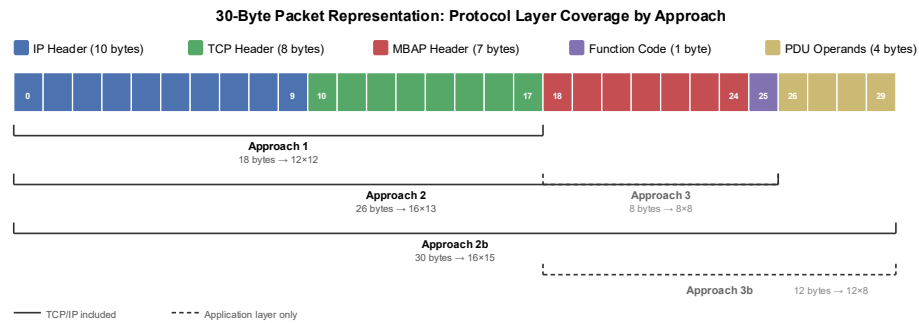 30-Byte Packet Representation: Protocol Layer Coverage by Approach
IP Header (10 bytes) TCP Header (8 bytes) MBAP Header (7 bytes) Function Code (1 byte) PDU Operands (4 bytes)
0 9 10 17 18 24 25 26 29
Approach 1
18 bytes → 12×12
Approach 2 Approach 3
26 bytes → 16×13 8 bytes → 8×8
Approach 2b
30 bytes → 16×15
Approach 3b 12 bytes → 12×8
TCP/IP included Application layer only